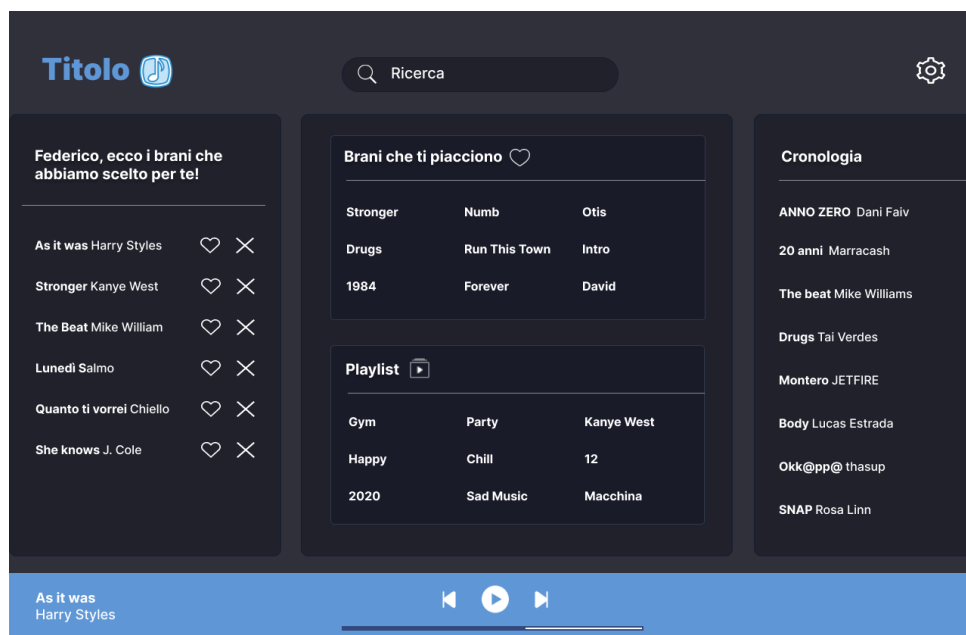 Titolo
Ricerca
Federico, ecco i brani che
abbiamo scelto per te!
As it was Harry Styles
Stronger Kanye West
The Beat Mike William
Lunedì Salmo
Quanto ti vorrei Chiello
She knows J. Cole
Brani che ti piacciono
Stronger Numb Otis
Drugs Run This Town Intro
1984 Forever David
Playlist
Gym Party Kanye West
Happy Chill 12
2020 Sad Music Macchina
Cronologia
ANNO ZERO Dani Faiv
20 anni Marracash
The beat Mike Williams
Drugs Tai Verdes
Montero JETFIRE
Body Lucas Estrada
Okk@pp@ thasup
SNAP Rosa Linn
As it was
Harry Styles